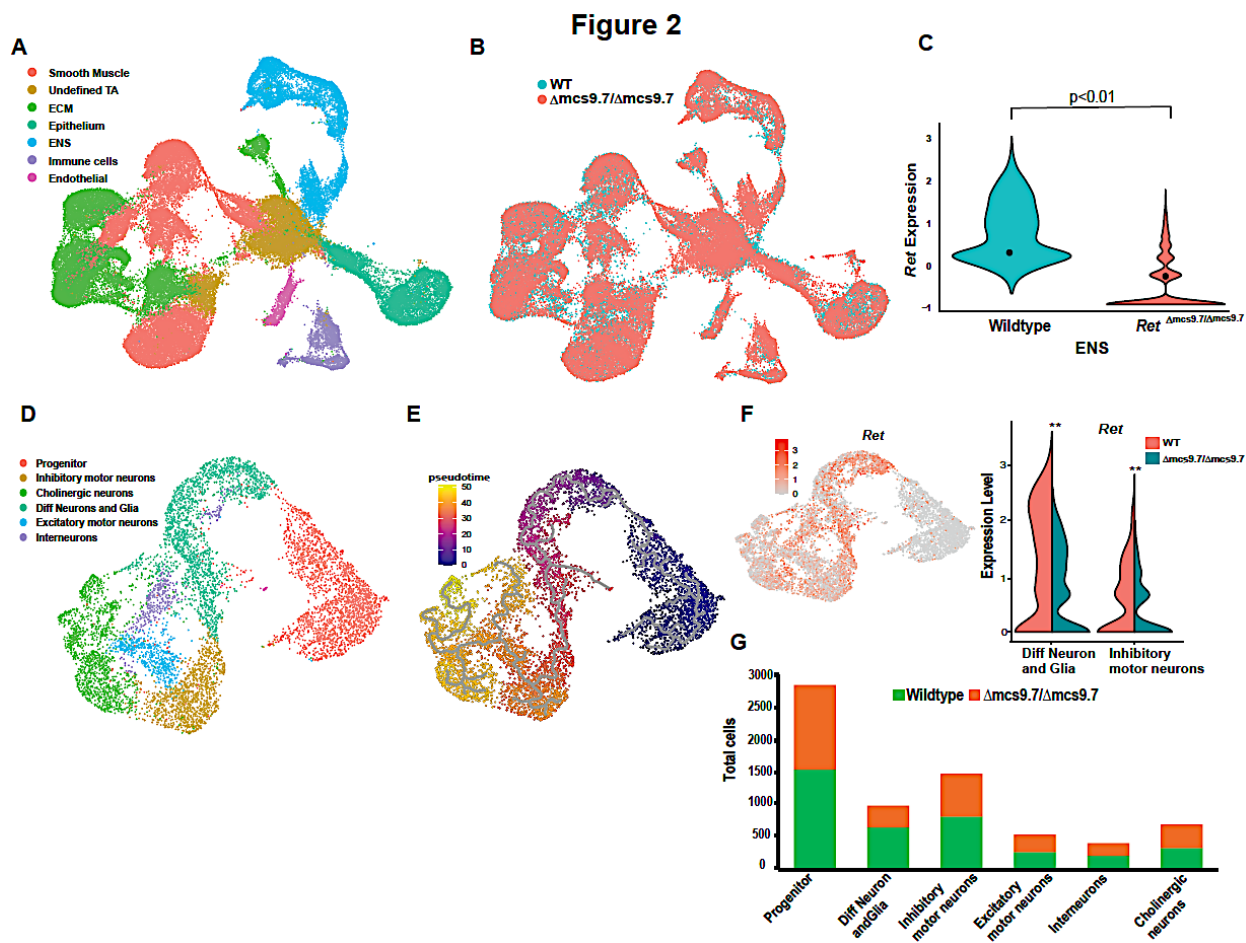 Figure 2
A
Smooth Muscle
Undefined TA
ECM
Epithelium
ENS
Immune cells
Endothelial
B
WT
Δmcs9.7/Δmcs9.7
C
p<0.01
Ret Expression
3
2
1
0
-1
Wildtype
Ret Δmcs9.7/Δmcs9.7
ENS
D
Progenitor
Inhibitory motor neurons
Cholinergic neurons
Diff Neurons and Glia
Excitatory motor neurons
Interneurons
E
pseudotime
50
40
30
20
10
0
F
Ret
3
2
1
0
Ret
**
**
WT
Δmcs9.7/Δmcs9.7
Expression Level
3
2
1
0
Diff Neuron
and Glia
Inhibitory
motor neurons
G
Wildtype
Δmcs9.7/Δmcs9.7
Total cells
3000
2500
2000
1500
1000
500
0
Progenitor
Diff Neuron
andGlia
Inhibitory
motor neurons
Excitatory
motor neurons
Interneurons
Cholinergic
neurons